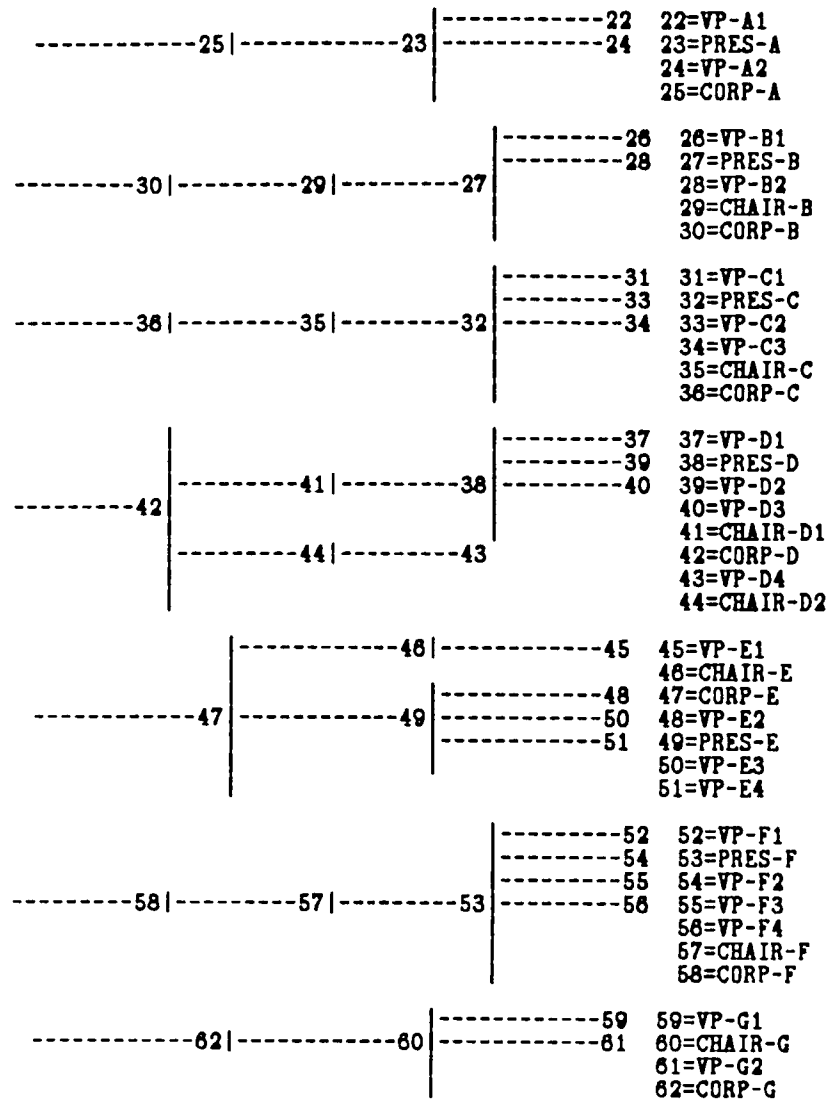 ---------22 22=VP-A1
---------25|---------23|---------24 23=PRES-A
24=VP-A2
25=CORP-A
--------26 26=VP-B1
--------28 27=PRES-B
---------30|--------29|--------27 28=VP-B2
29=CHAIR-B
30=CORP-B
--------31 31=VP-C1
--------33 32=PRES-C
---------36|--------35|--------32|--------34 33=VP-C2
34=VP-C3
35=CHAIR-C
36=CORP-C
--------37 37=VP-D1
--------39 38=PRES-D
--------41|--------38|--------40 39=VP-D2
---------42 40=VP-D3
41=CHAIR-D1
--------44|--------43 42=CORP-D
43=VP-D4
44=CHAIR-D2
---------46|---------45 45=VP-E1
46=CHAIR-E
---------48 47=CORP-E
---------47|---------49|---------50 48=VP-E2
---------51 49=PRES-E
50=VP-E3
51=VP-E4
--------52 52=VP-F1
--------54 53=PRES-F
--------55 54=VP-F2
---------58|--------57|--------53|--------56 55=VP-F3
56=VP-F4
57=CHAIR-F
58=CORP-F
---------59 59=VP-G1
---------62|---------60|---------61 60=CHAIR-G
61=VP-G2
62=CORP-G